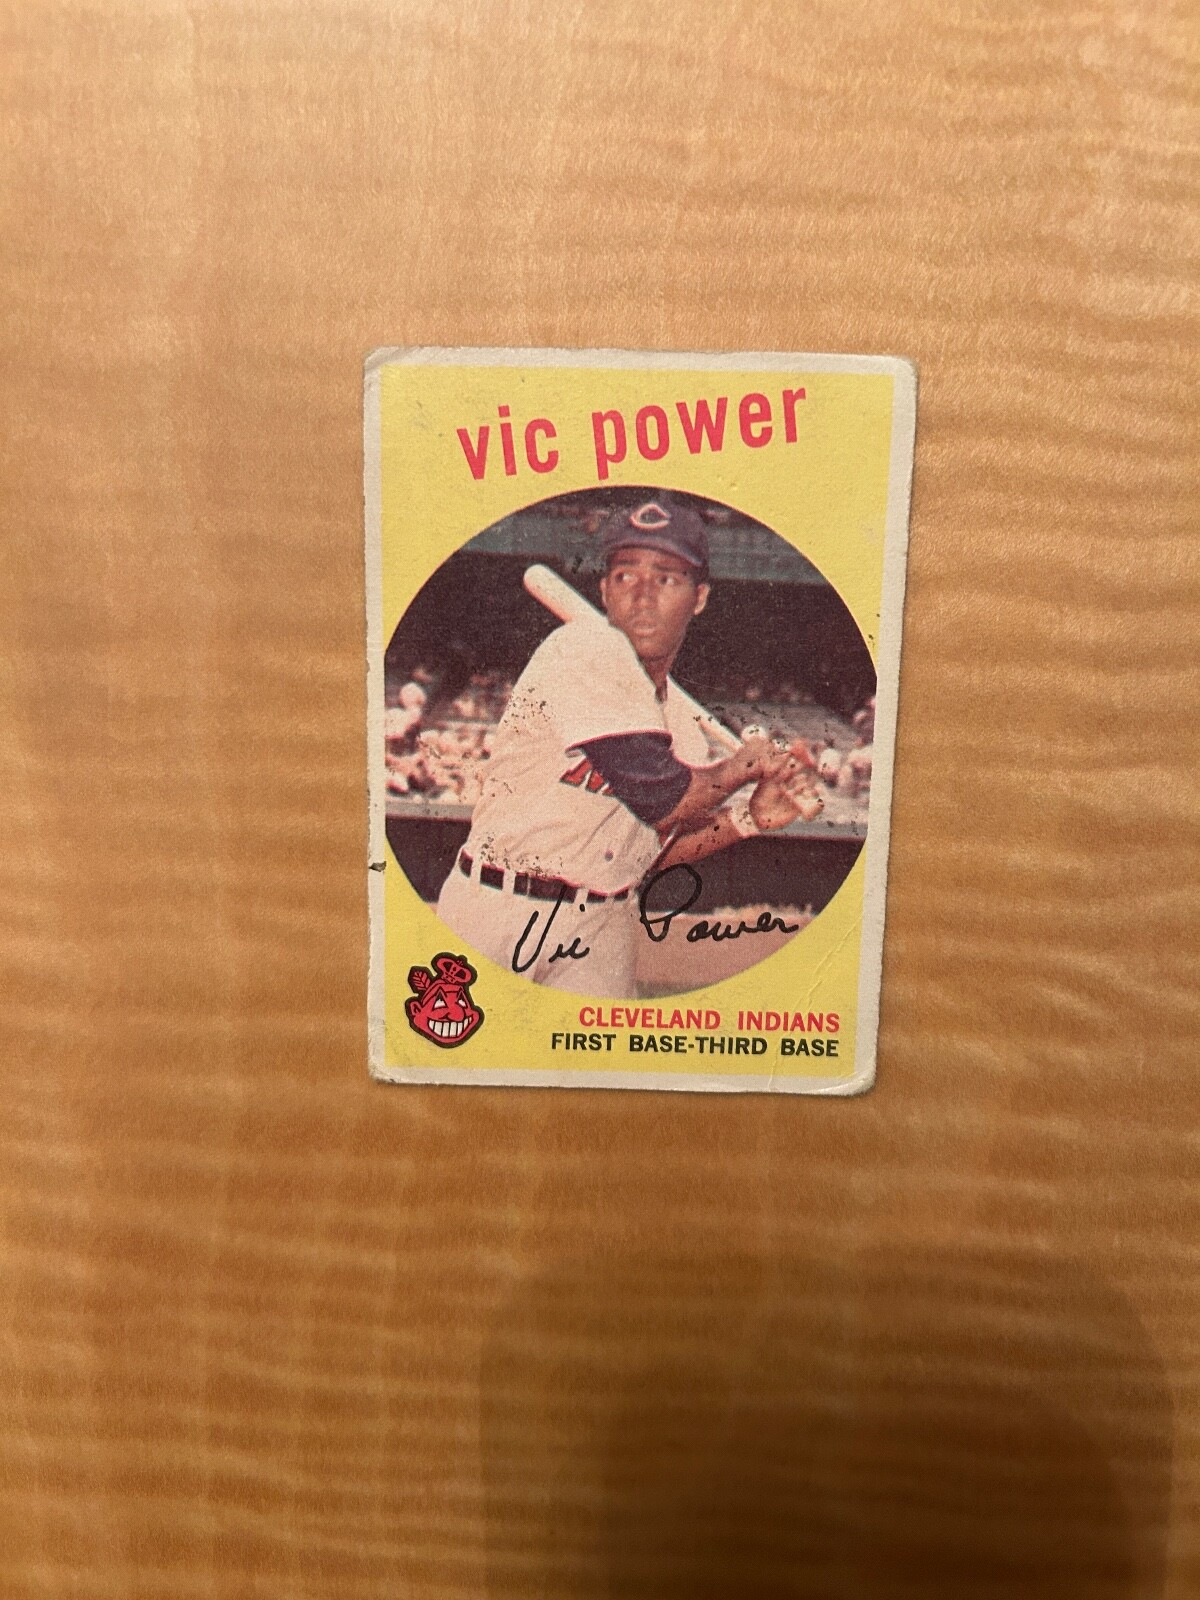 vic power
Vic Power
CLEVELAND INDIANS
FIRST BASE-THIRD BASE